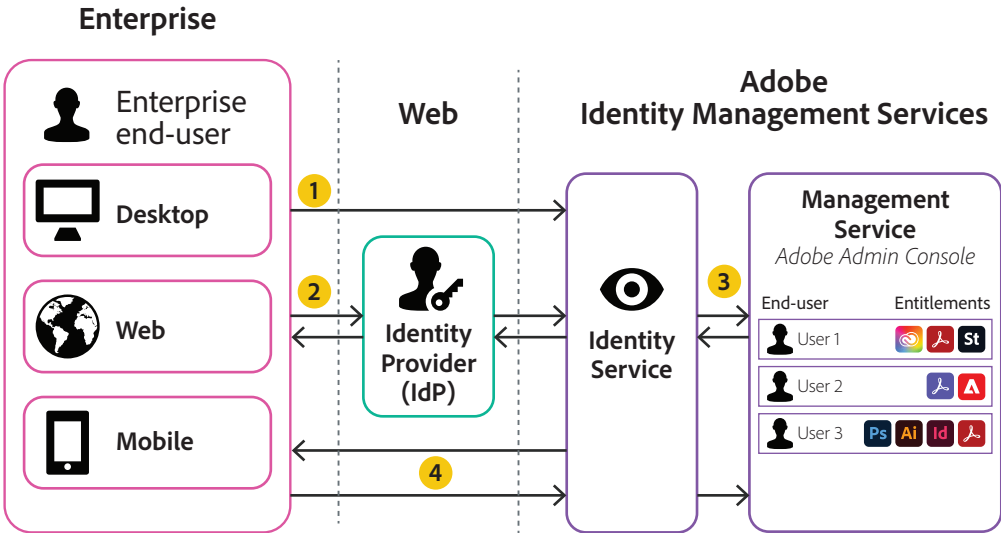 Enterprise
Enterprise
end-user
Desktop
Web
Mobile
Web
1
2
Identity
Provider
(IdP)
4
Adobe
Identity Management Services
Identity
Service
3
Management
Service
Adobe Admin Console
End-user Entitlements
User 1 St
User 2
User 3 Ps Ai Id